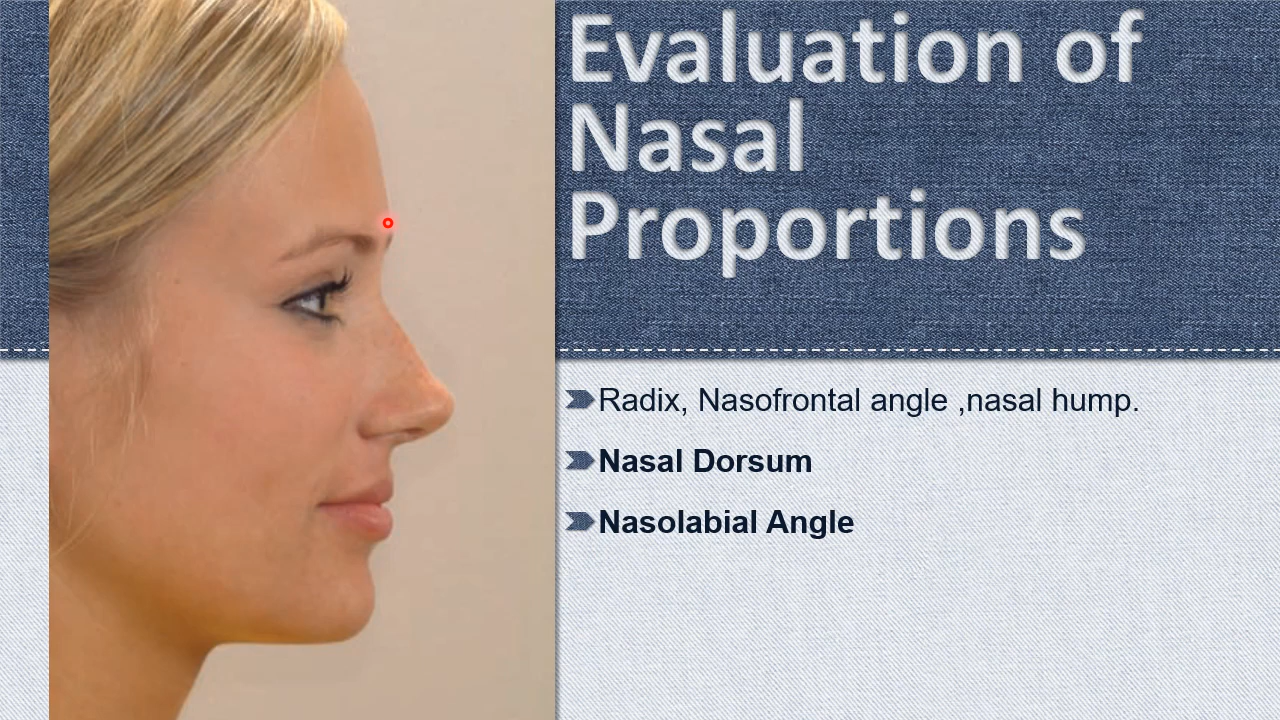 Evaluation of
Nasal
Proportions
Radix, Nasofrontal angle ,nasal hump.
Nasal Dorsum
Nasolabial Angle